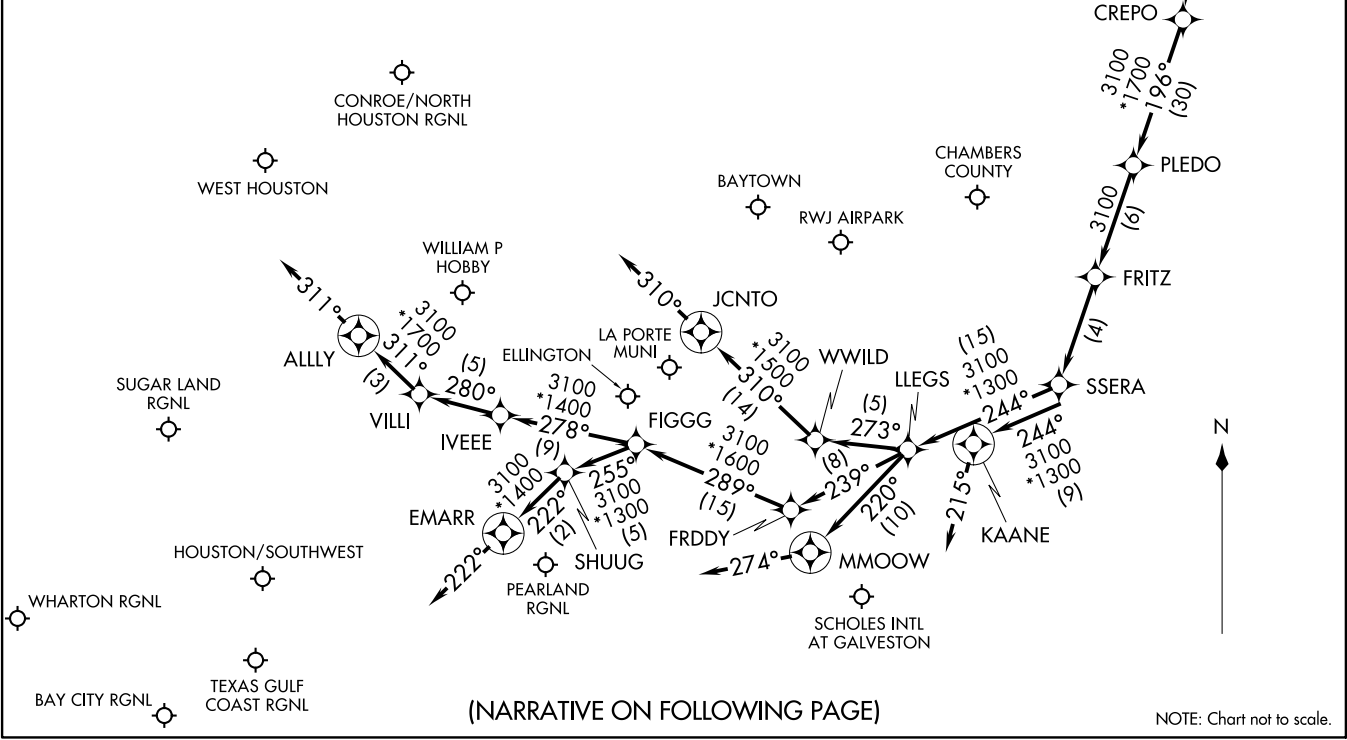 CREPO
3100
*1700
196°
(30)
CONROE/NORTH
HOUSTON RGNL
WEST HOUSTON
CHAMBERS
COUNTY
PLEDO
BAYTOWN
RWJ AIRPARK
3100
(6)
WILLIAM P
HOBBY
FRITZ
311°
310°
JCNTO
3100
*1700
311°
(3)
ALLLY
LA PORTE
MUNI
ELLINGTON
(4)
(5)
280°
3100
*1500
310°
(14)
WWILD
LLEGS
(15)
3100
*1300
244°
SSERA
SUGAR LAND
RGNL
VILLI
IVEEE
3100
*1400
278°
(9)
FIGGG
(5)
273°
244°
3100
*1300
(9)
N
3100
*1600
289°
(15)
(8)
239°
220°
(10)
215°
KAANE
3100
*1400
222°
(2)
255°
3100
*1300
(5)
EMARR
222°
SHUUG
FRDDY
274°
MMOOW
HOUSTON/SOUTHWEST
PEARLAND
RGNL
WHARTON RGNL
SCHOLES INTL
AT GALVESTON
TEXAS GULF
COAST RGNL
BAY CITY RGNL
(NARRATIVE ON FOLLOWING PAGE)
NOTE: Chart not to scale.